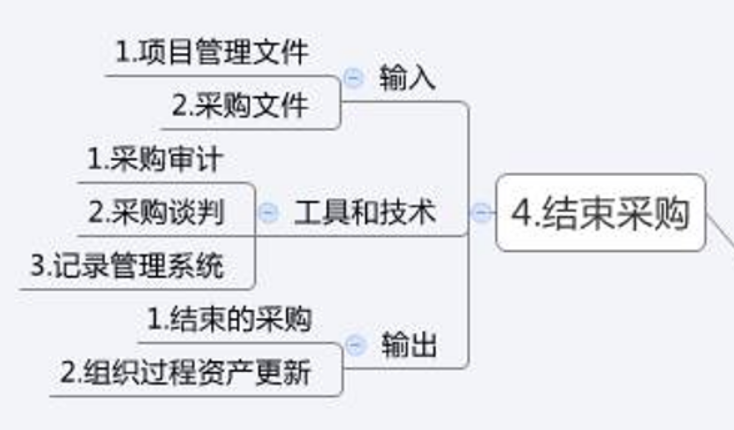 1.项目管理文件
2.采购文件
输入
1.采购审计
2.采购谈判
3.记录管理系统
工具和技术
1.结束的采购
2.组织过程资产更新
输出
4.结束采购